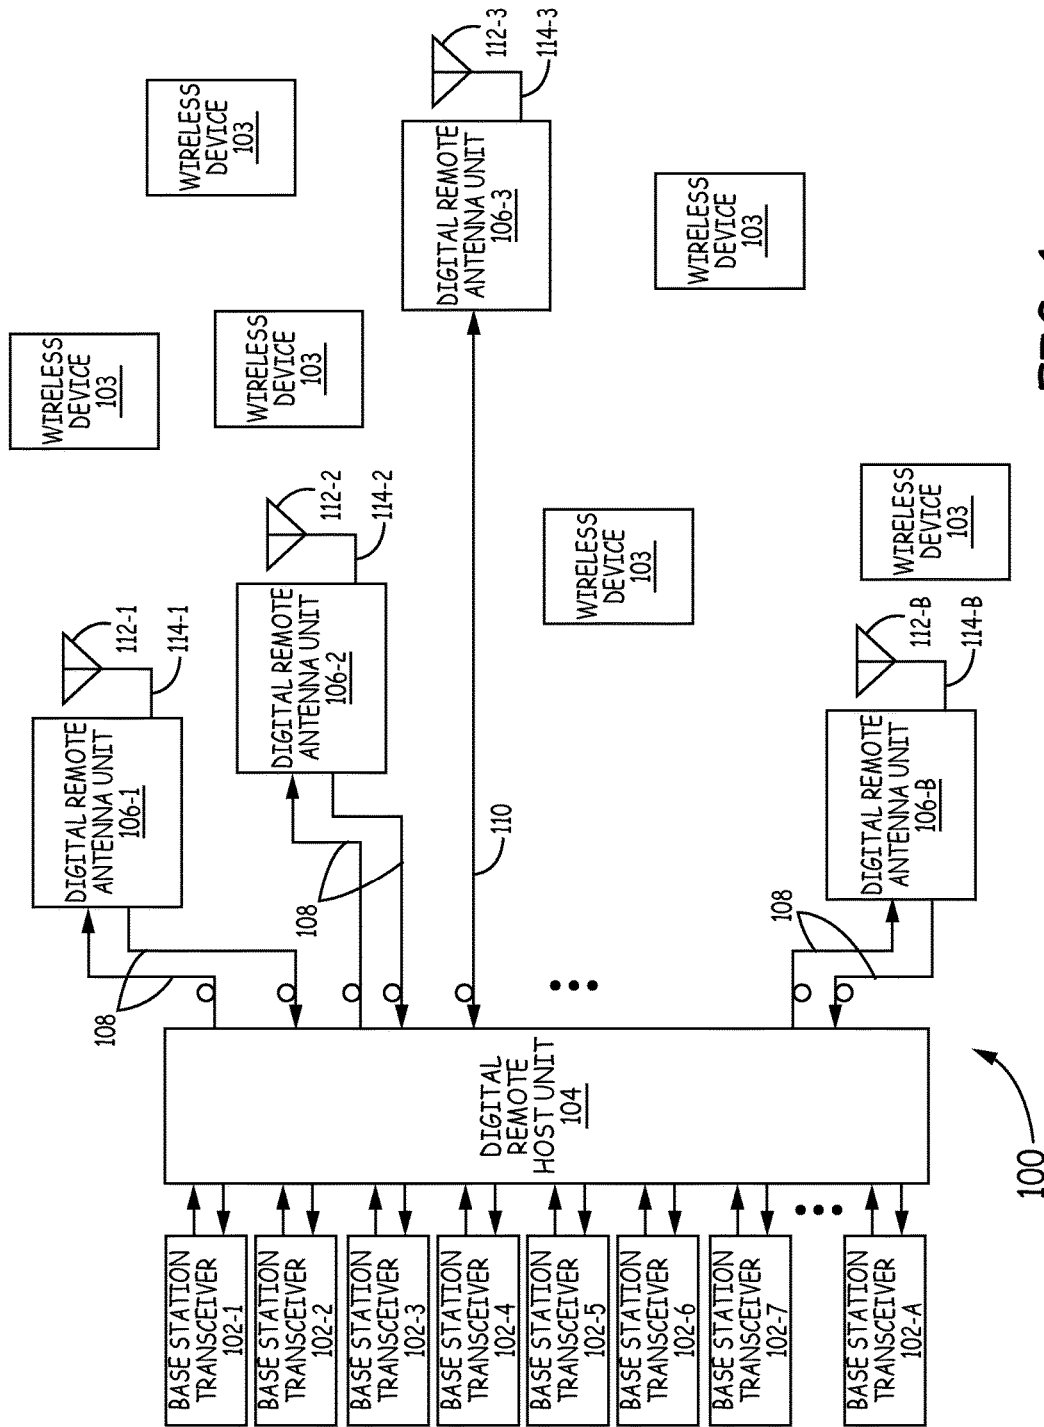 BASE STATION
TRANSCEIVER
102-1
BASE STATION
TRANSCEIVER
102-2
BASE STATION
TRANSCEIVER
102-3
BASE STATION
TRANSCEIVER
102-4
BASE STATION
TRANSCEIVER
102-5
BASE STATION
TRANSCEIVER
102-6
BASE STATION
TRANSCEIVER
102-7
BASE STATION
TRANSCEIVER
102-A
DIGITAL
REMOTE
HOST UNIT
104
100
108
108
110
108
DIGITAL REMOTE
ANTENNA UNIT
106-1
112-1
114-1
DIGITAL REMOTE
ANTENNA UNIT
106-2
112-2
114-2
DIGITAL REMOTE
ANTENNA UNIT
106-3
112-3
114-3
DIGITAL REMOTE
ANTENNA UNIT
106-B
112-B
114-B
WIRELESS
DEVICE
103
WIRELESS
DEVICE
103
WIRELESS
DEVICE
103
WIRELESS
DEVICE
103
WIRELESS
DEVICE
103
WIRELESS
DEVICE
103